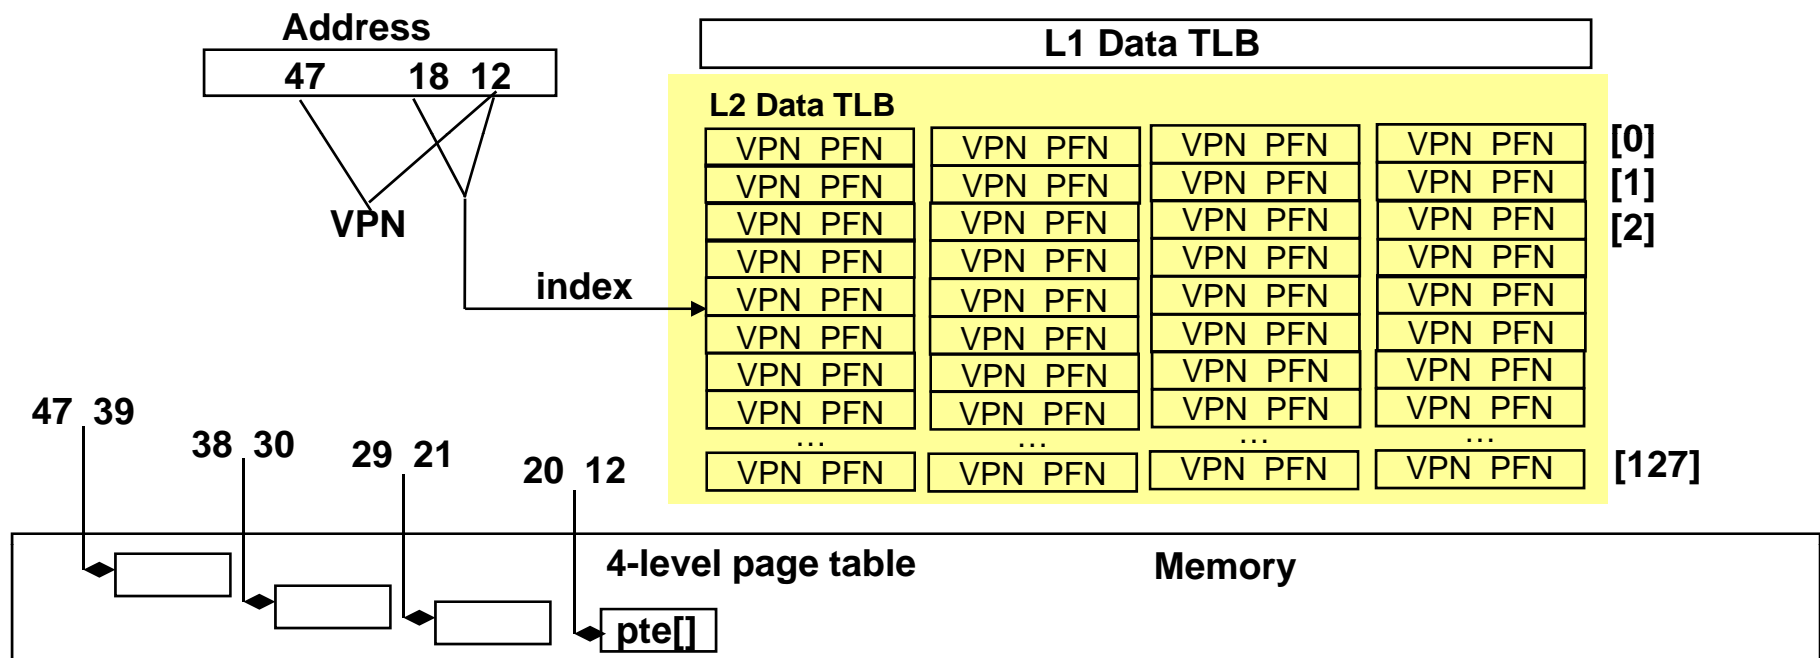 Address
47 18 12
VPN
index
L1 Data TLB
L2 Data TLB
VPN PFN VPN PFN VPN PFN VPN PFN [0]
VPN PFN VPN PFN VPN PFN VPN PFN [1]
VPN PFN VPN PFN VPN PFN VPN PFN [2]
VPN PFN VPN PFN VPN PFN VPN PFN
VPN PFN VPN PFN VPN PFN VPN PFN
VPN PFN VPN PFN VPN PFN VPN PFN
VPN PFN VPN PFN VPN PFN VPN PFN
VPN PFN VPN PFN VPN PFN VPN PFN
... ... ... ...
VPN PFN VPN PFN VPN PFN VPN PFN [127]
47 39
38 30
29 21
20 12
4-level page table
Memory
pte[]